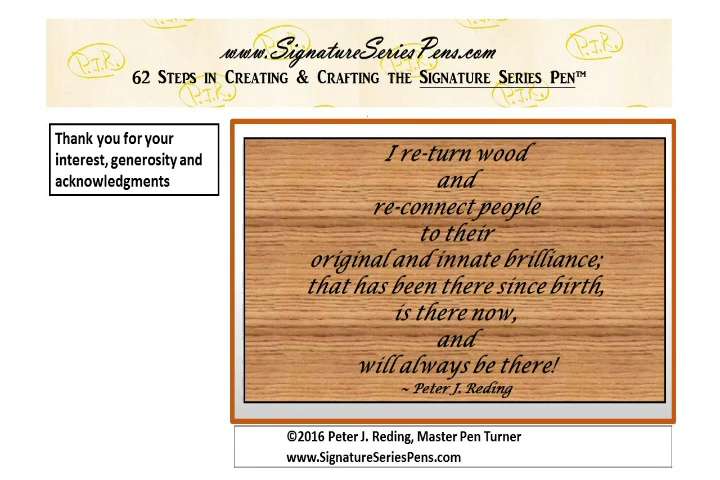 www.SignatureSeriesPens.com
62 Steps in Creating & Crafting the Signature Series Pen™
P.J.R.
P.J.R.
P.J.R.
P.J.R.
P.J.R.
Thank you for your
interest, generosity and
acknowledgments
I re-turn wood
and
re-connect people
to their
original and innate brilliance;
that has been there since birth,
is there now,
and
will always be there!
~ Peter J. Reding
©2016 Peter J. Reding, Master Pen Turner
www.SignatureSeriesPens.com